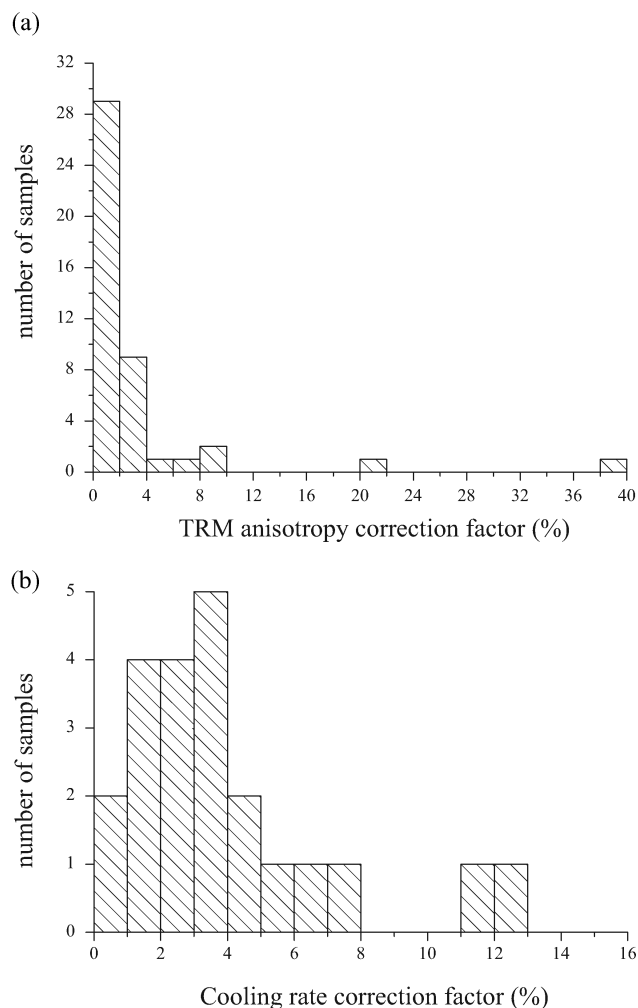 (a)
32
28
24
20
16
12
8
4
0
number of samples
0 4 8 12 16 20 24 28 32 36 40
TRM anisotropy correction factor (%)
(b)
5
4
3
2
1
0
number of samples
0 2 4 6 8 10 12 14 16
Cooling rate correction factor (%)